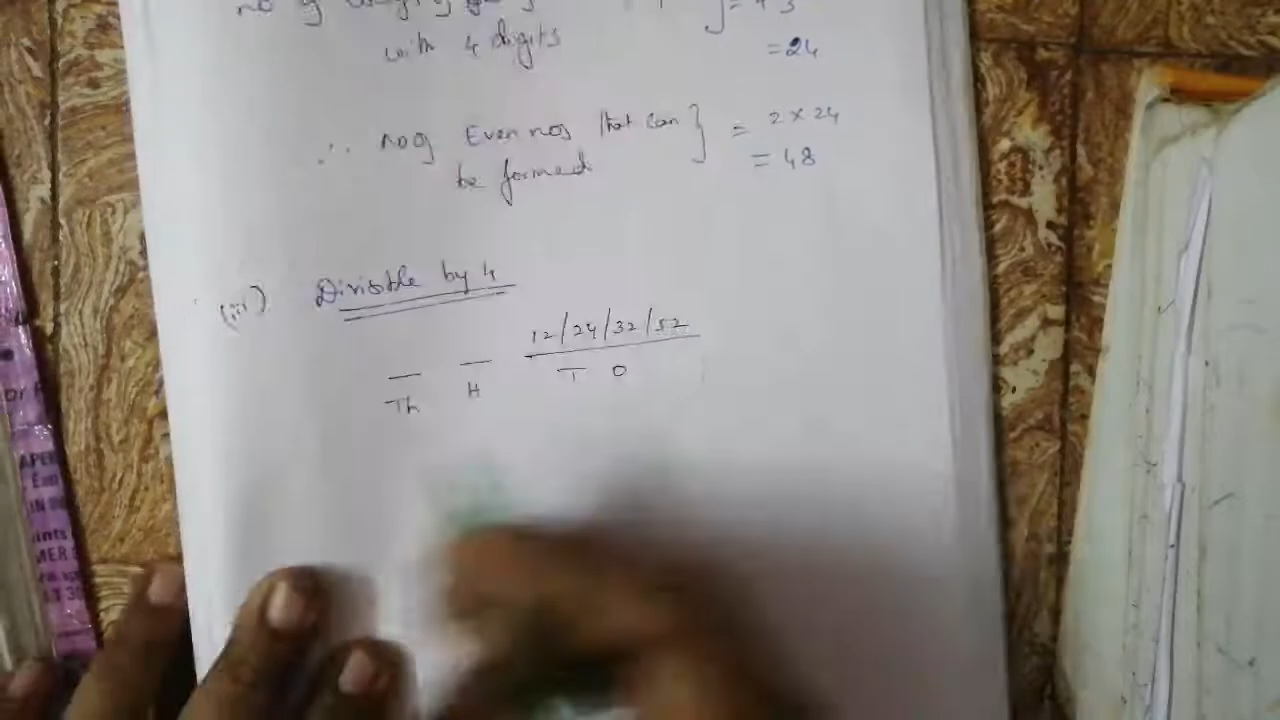 with 4 digits
= 24
∴ no of Even nos that can } = 2 × 24
be formed = 48
(iii) Divisible by 4
12/24/32/52
Th H T O